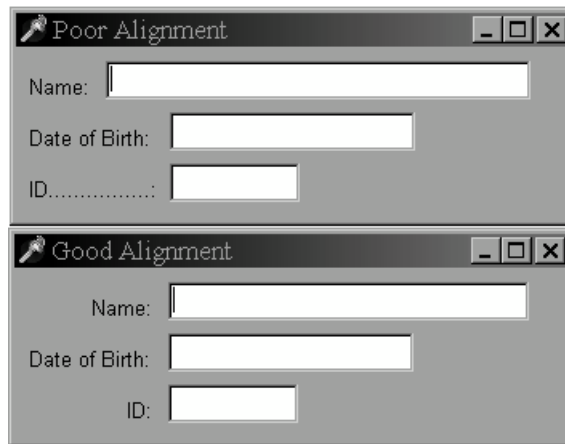 Poor Alignment
Name:
Date of Birth:
ID................:
Good Alignment
Name:
Date of Birth:
ID: